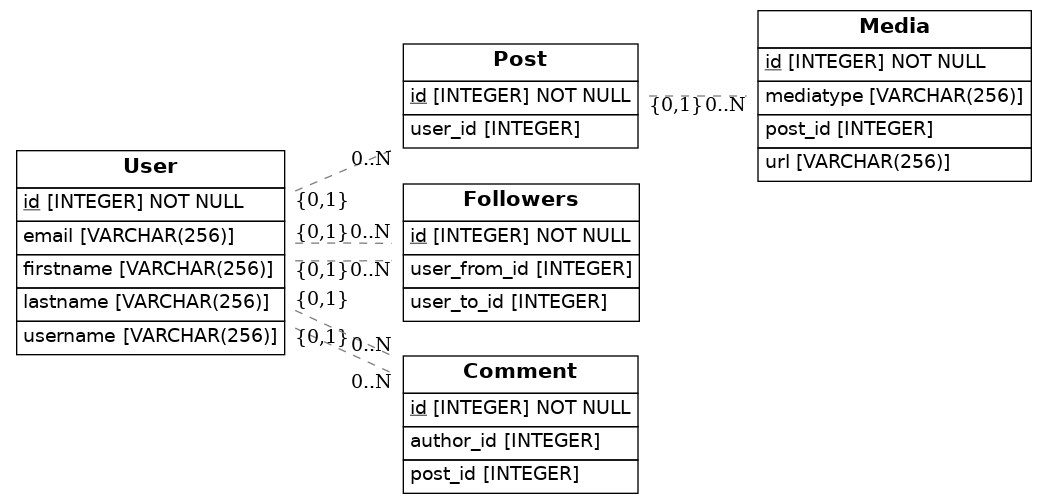 User
id [INTEGER] NOT NULL
email [VARCHAR(256)]
firstname [VARCHAR(256)]
lastname [VARCHAR(256)]
username [VARCHAR(256)]
0..N
{0,1}
{0,1} 0..N
{0,1} 0..N
{0,1}
0..N
{0,1}
0..N
Post
id [INTEGER] NOT NULL
user_id [INTEGER]
Followers
id [INTEGER] NOT NULL
user_from_id [INTEGER]
user_to_id [INTEGER]
Comment
id [INTEGER] NOT NULL
author_id [INTEGER]
post_id [INTEGER]
{0,1} 0..N
Media
id [INTEGER] NOT NULL
mediatype [VARCHAR(256)]
post_id [INTEGER]
url [VARCHAR(256)]